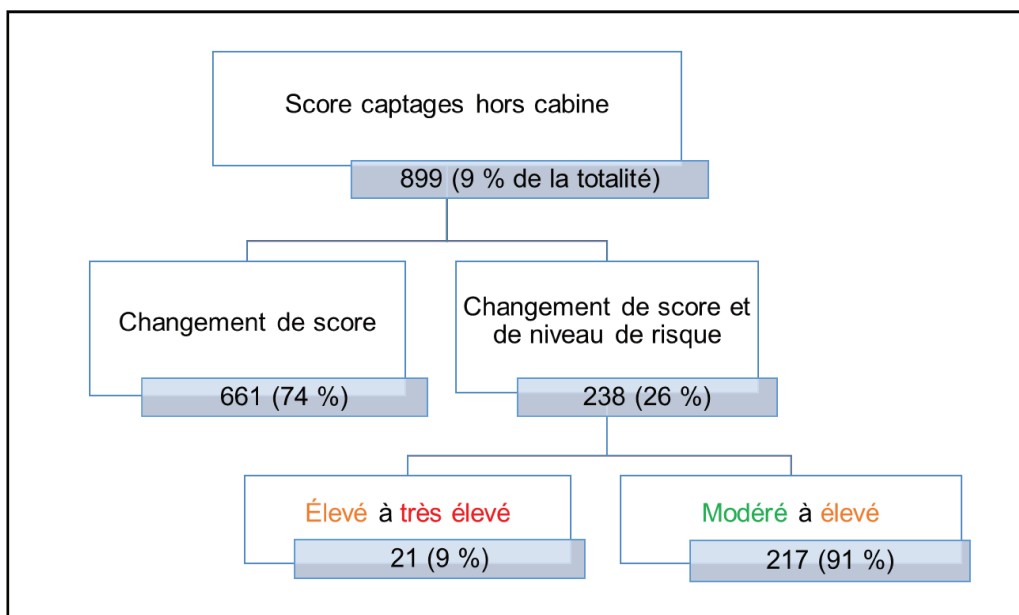 Score captages hors cabine
899 (9 % de la totalité)
Changement de score
661 (74 %)
Changement de score et
de niveau de risque
238 (26 %)
Élevé à très élevé
21 (9 %)
Modéré à élevé
217 (91 %)